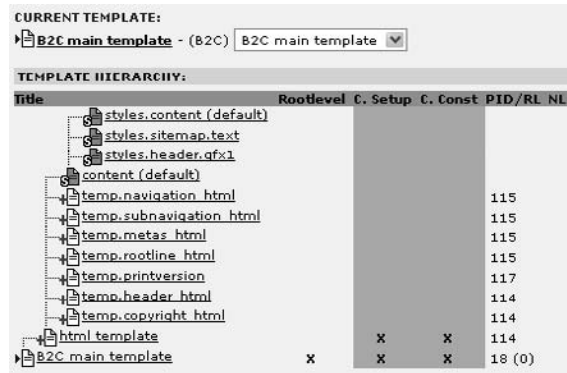 CURRENT TEMPLATE:
B2C main template - (B2C) B2C main template
TEMPLATE HIERARCHY:
Title Rootlevel C. Setup C. Const PID/RL NL
styles.content (default)
styles.sitemap.text
styles.header.gfx1
content (default)
temp.navigation_html 115
temp.subnavigation_html 115
temp.metas_html 115
temp.rootline_html 115
temp.printversion 117
temp.header_html 114
temp.copyright_html 114
html template x x 114
B2C main template x x x 18 (0)